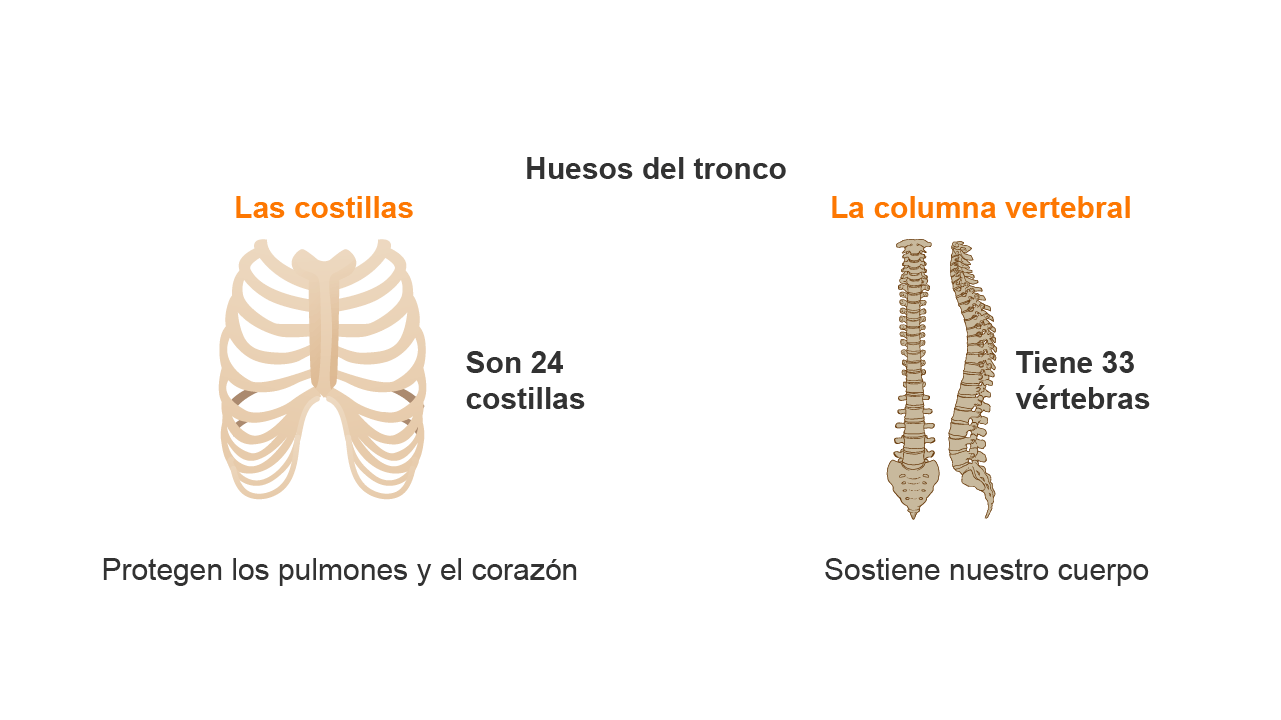 Huesos del tronco
Las costillas
Son 24
costillas
Protegen los pulmones y el corazón
La columna vertebral
Tiene 33
vértebras
Sostiene nuestro cuerpo